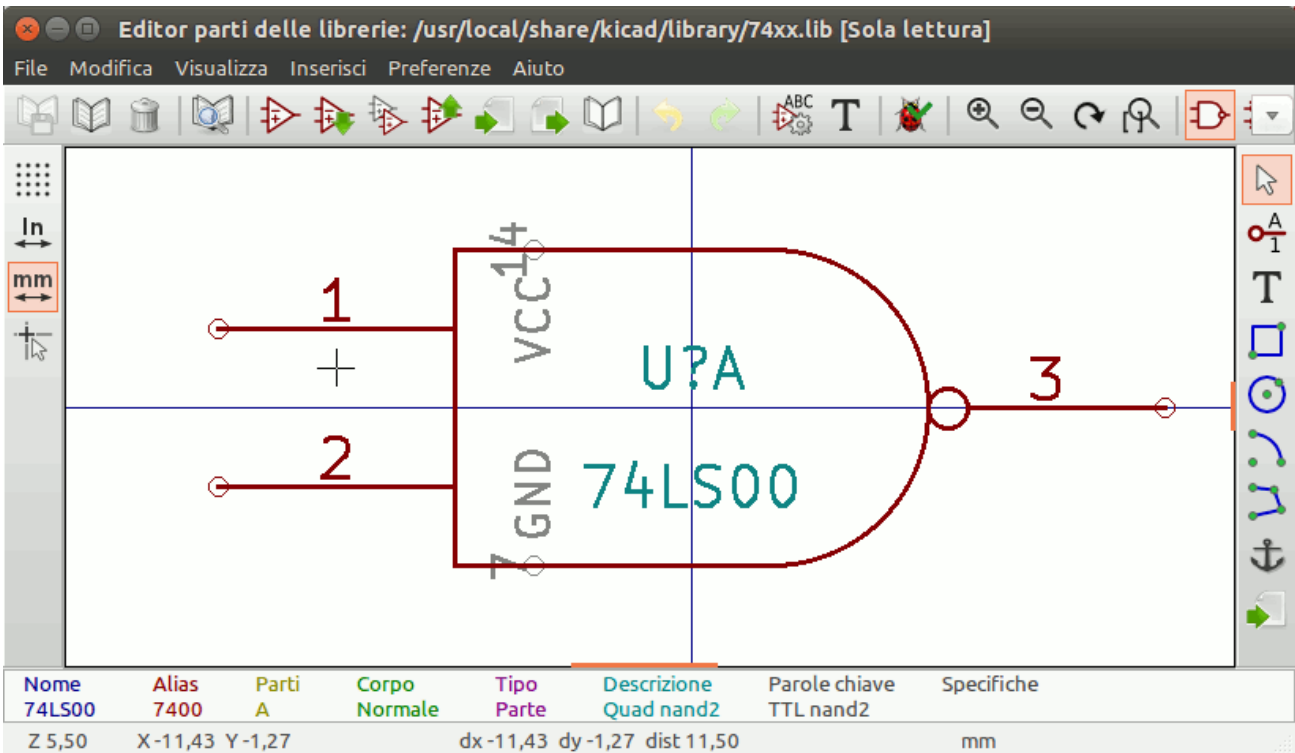 Editor parti delle librerie: /usr/local/share/kicad/library/74xx.lib [Sola lettura]
File Modifica Visualizza Inserisci Preferenze Aiuto
ABC
T
In
mm
A
1
T
14
VCC
1
U?A
3
2
GND
74LS00
7
Nome Alias Parti Corpo Tipo Descrizione Parole chiave Specifiche
74LS00 7400 A Normale Parte Quad nand2 TTL nand2
Z 5,50 X -11,43 Y -1,27 dx -11,43 dy -1,27 dist 11,50 mm